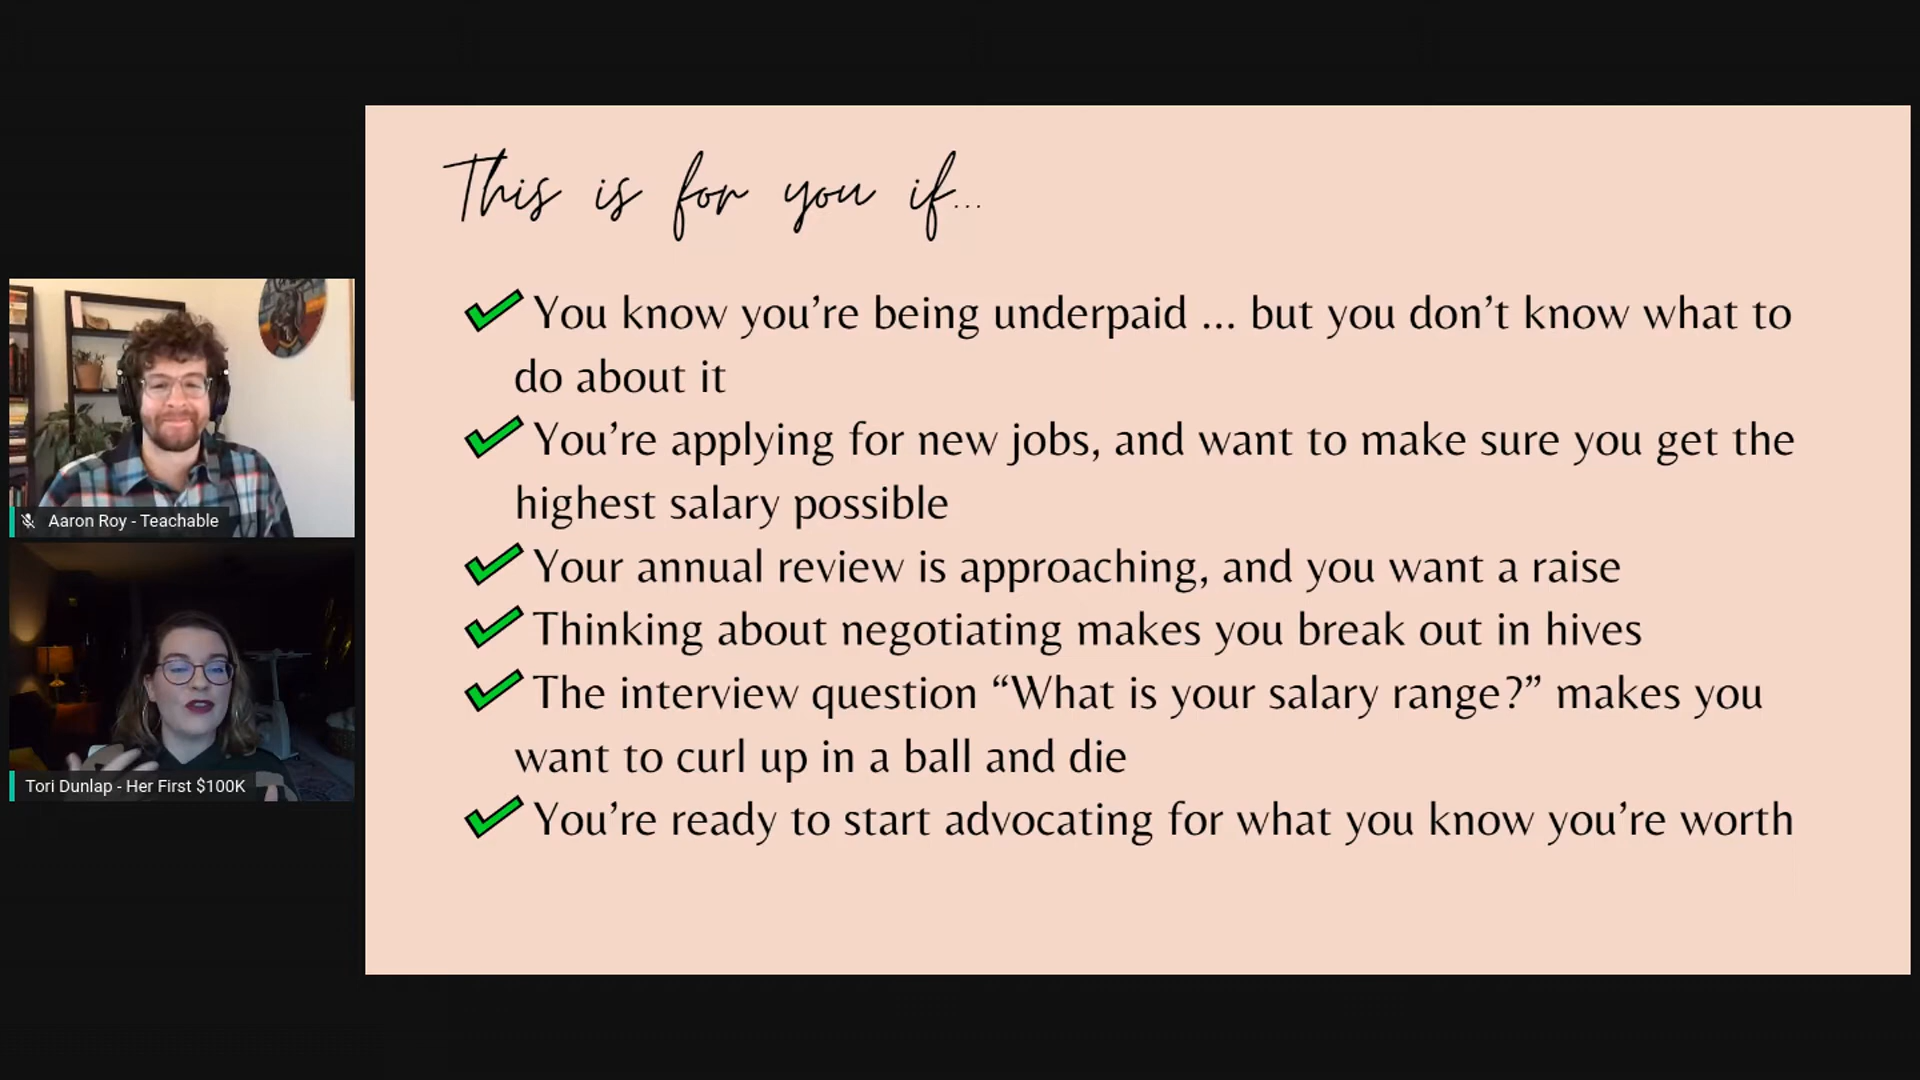 This is for you if...
You know you’re being underpaid ... but you don’t know what to
do about it
You’re applying for new jobs, and want to make sure you get the
highest salary possible
Your annual review is approaching, and you want a raise
Thinking about negotiating makes you break out in hives
The interview question “What is your salary range?” makes you
want to curl up in a ball and die
You’re ready to start advocating for what you know you’re worth
Aaron Roy - Teachable
Tori Dunlap - Her First $100K